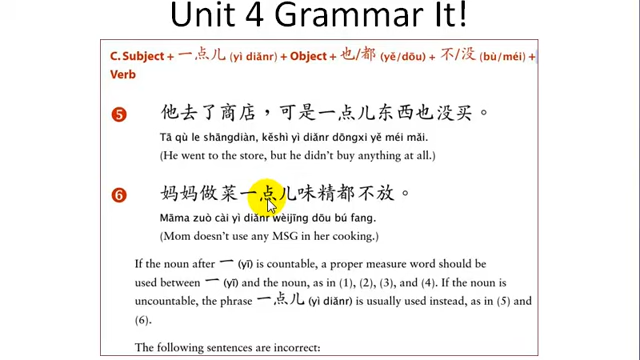 Unit 4 Grammar It!
C. Subject + 一点儿 (yì diǎnr) + Object + 也/都 (yě/dōu) + 不/没 (bù/méi) +
Verb
5 他去了商店，可是一点儿东西也没买。
Tā qù le shāngdiàn, kěshì yì diǎnr dōngxi yě méi mǎi.
(He went to the store, but he didn't buy anything at all.)
6 妈妈做菜一点儿味精都不放。
Māma zuò cài yì diǎnr wèijīng dōu bú fang.
(Mom doesn't use any MSG in her cooking.)
If the noun after 一 (yī) is countable, a proper measure word should be
used between 一 (yī) and the noun, as in (1), (2), (3), and (4). If the noun is
uncountable, the phrase 一点儿 (yì diǎnr) is usually used instead, as in (5) and
(6).
The following sentences are incorrect: